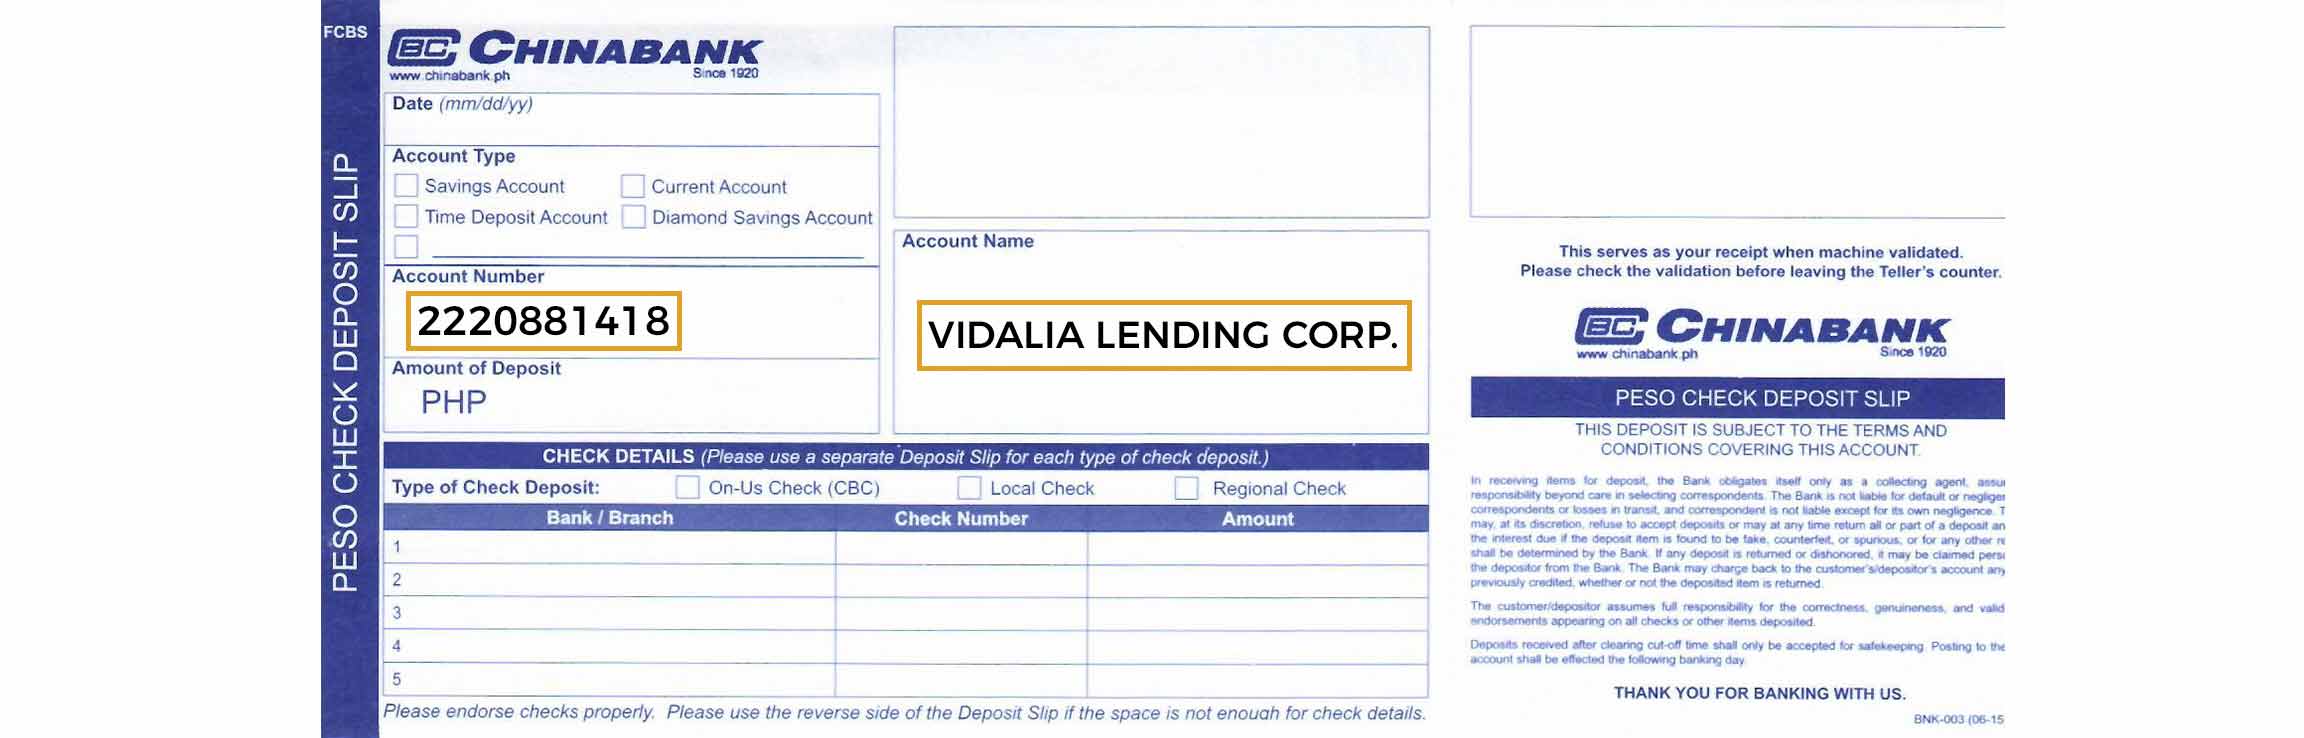 FCBS
PESO CHECK DEPOSIT SLIP
CBC CHINABANK
www.chinabank.ph
Since 1920
Date (mm/dd/yy)
Account Type
Savings Account
Current Account
Time Deposit Account
Diamond Savings Account
Account Number
2220881418
Amount of Deposit
PHP
Account Name
VIDALIA LENDING CORP.
CHECK DETAILS (Please use a separate Deposit Slip for each type of check deposit.)
Type of Check Deposit:
On-Us Check (CBC)
Local Check
Regional Check
Bank / Branch
Check Number
Amount
1
2
3
4
5
Please endorse checks properly. Please use the reverse side of the Deposit Slip if the space is not enough for check details.
This serves as your receipt when machine validated.
Please check the validation before leaving the Teller's counter.
CBC CHINABANK
www.chinabank.ph
Since 1920
PESO CHECK DEPOSIT SLIP
THIS DEPOSIT IS SUBJECT TO THE TERMS AND
CONDITIONS COVERING THIS ACCOUNT.
In receiving items for deposit, the Bank obligates itself only as a collecting agent,
responsibility beyond care in selecting correspondents. The Bank is not liable for default or
correspondents or losses in transit, and correspondent is not liable except for its own negligence.
may, at its discretion, refuse to accept deposits or may at any time return all or part of a deposit
the interest due if the deposit item is found to be fake, counterfeit, or spurious, or for any other
shall be determined by the Bank. If any deposit is returned or dishonored, it may be claimed
the depositor from the Bank. The Bank may charge back to the customer's/depositor's account any
previously credited, whether or not the deposited item is returned.
The customer/depositor assumes full responsibility for the correctness, genuineness, and
endorsements appearing on all checks or other items deposited.
Deposits received after clearing cut-off time shall only be accepted for safekeeping. Posting to the
account shall be effected the following banking day.
THANK YOU FOR BANKING WITH US.
BNK-003 (06-15